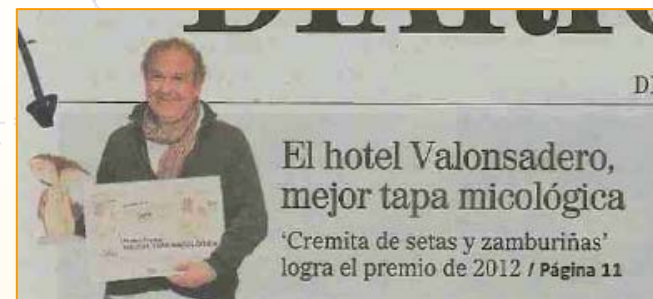 El hotel Valonsadero,
mejor tapa micológica
'Cremita de setas y zamburiñas'
logra el premio de 2012 / Página 11